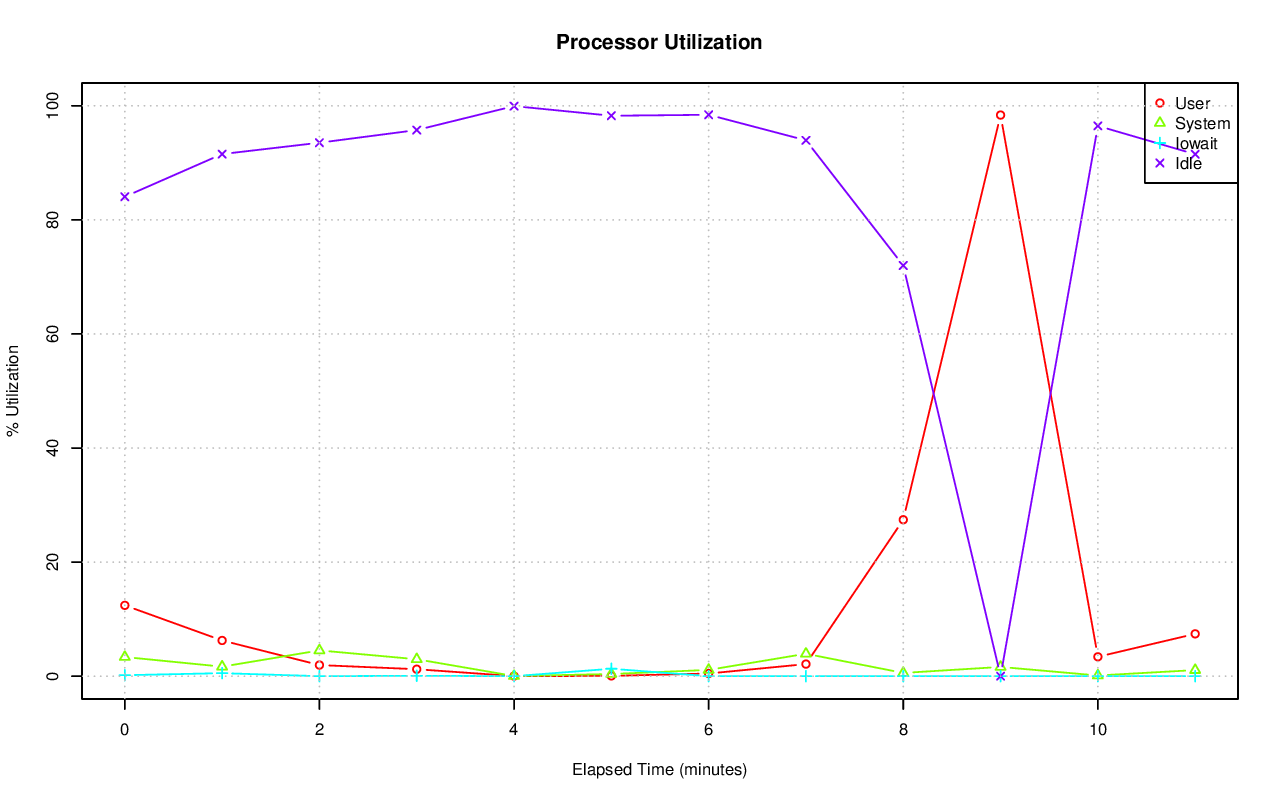 Processor Utilization
User
System
Iowait
Idle
100
80
60
40
20
0
% Utilization
0 2 4 6 8 10
Elapsed Time (minutes)